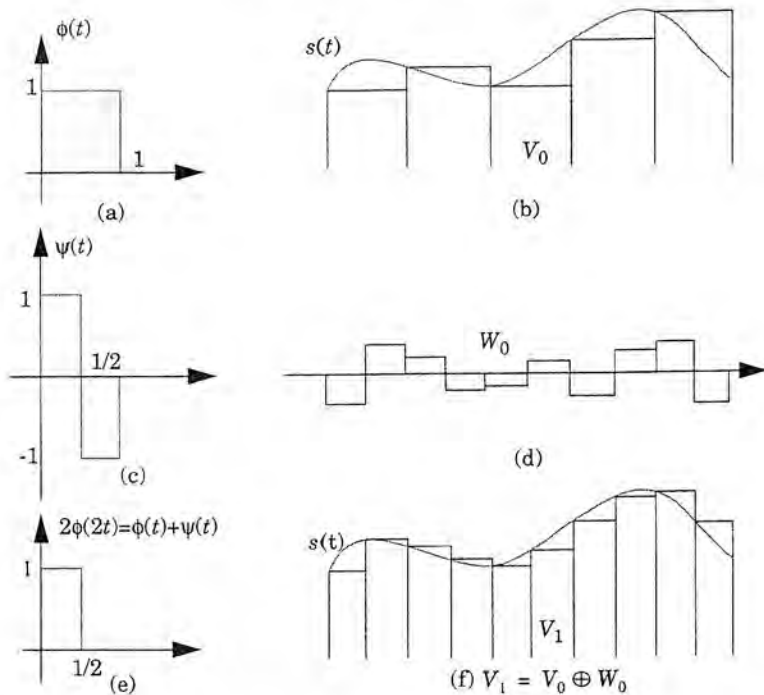 ϕ(t)
1
1
(a)
s(t)
V₀
(b)
ψ(t)
1
1/2
-1
(c)
W₀
(d)
2ϕ(2t)=ϕ(t)+ψ(t)
I
1/2
(e)
s(t)
V₁
(f) V₁ = V₀ ⊕ W₀